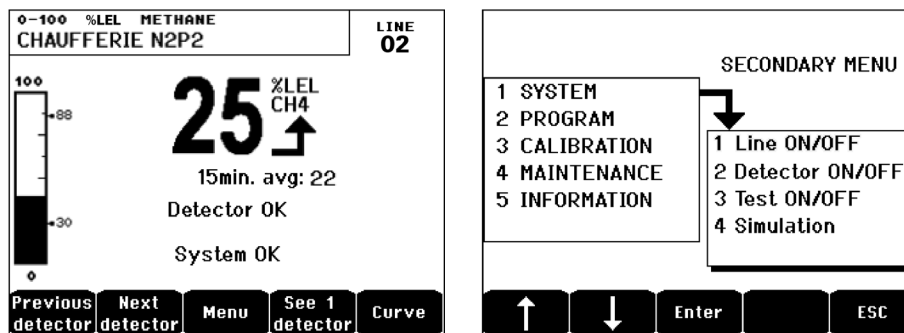 0-100 %LEL METHANE
CHAUFFERIE N2P2
LINE
02
100
88
30
0
25
%LEL
CH4
15min. avg: 22
Detector OK
System OK
Previous detector
Next detector
Menu
See 1 detector
Curve
SECONDARY MENU
1 SYSTEM
2 PROGRAM
3 CALIBRATION
4 MAINTENANCE
5 INFORMATION
1 Line ON/OFF
2 Detector ON/OFF
3 Test ON/OFF
4 Simulation
Enter
ESC